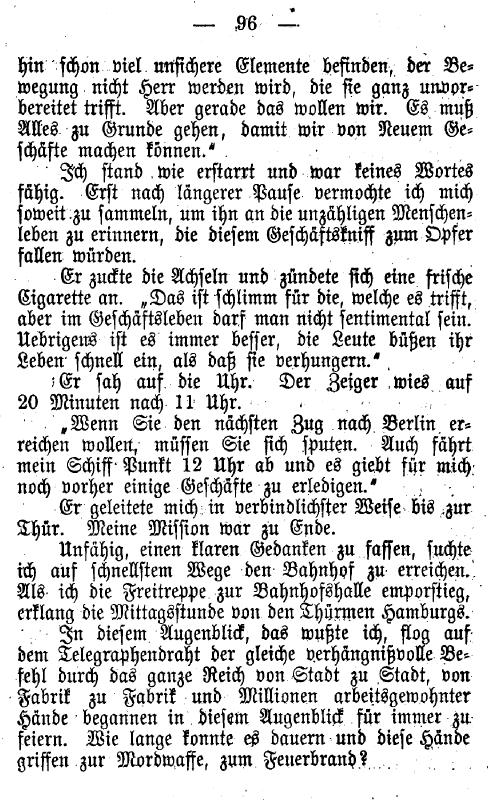 — 96 —
hin schon viel unsichere Elemente befinden, der Be-
wegung nicht Herr werden wird, die sie ganz unvor-
bereitet trifft. Aber gerade das wollen wir. Es muß
Alles zu Grunde gehen, damit wir von Neuem Ge-
schäfte machen können."
Ich stand wie erstarrt und war keines Wortes
fähig. Erst nach längerer Pause vermochte ich mich
soweit zu sammeln, um ihn an die unzähligen Menschen-
leben zu erinnern, die diesem Geschäftskniff zum Opfer
fallen würden.
Er zuckte die Achseln und zündete sich eine frische
Cigarette an. „Das ist schlimm für die, welche es trifft,
aber im Geschäftsleben darf man nicht sentimental sein.
Uebrigens ist es immer besser, die Leute büßen ihr
Leben schnell ein, als daß sie verhungern."
Er sah auf die Uhr. Der Zeiger wies auf
20 Minuten nach 11 Uhr.
„Wenn Sie den nächsten Zug nach Berlin er-
reichen wollen, müssen Sie sich sputen. Auch fährt
mein Schiff Punkt 12 Uhr ab und es giebt für mich
noch vorher einige Geschäfte zu erledigen."
Er geleitete mich in verbindlichster Weise bis zur
Thür. Meine Mission war zu Ende.
Unfähig, einen klaren Gedanken zu fassen, suchte
ich auf schnellstem Wege den Bahnhof zu erreichen.
Als ich die Freitreppe zur Bahnhofshalle emporstieg,
erklang die Mittagsstunde von den Thürmen Hamburgs.
In diesem Augenblick, das wußte ich, flog auf
dem Telegraphendraht der gleiche verhängnißvolle Be-
fehl durch das ganze Reich von Stadt zu Stadt, von
Fabrik zu Fabrik und Millionen arbeitsgewohnter
Hände begannen in diesem Augenblick für immer zu
feiern. Wie lange konnte es dauern und diese Hände
griffen zur Mordwaffe, zum Feuerbrand?